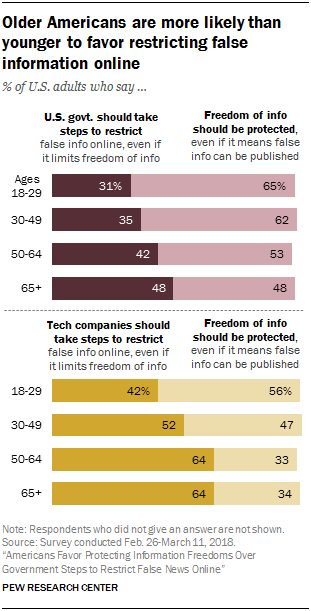 Older Americans are more likely than
younger to favor restricting false
information online
% of U.S. adults who say ...
U.S. govt. should take
steps to restrict
false info online, even if
it limits freedom of info
Freedom of info
should be protected,
even if it means false
info can be published
Ages
18-29 31% 65%
30-49 35 62
50-64 42 53
65+ 48 48
Tech companies should
take steps to restrict
false info online, even if
it limits freedom of info
Freedom of info
should be protected,
even if it means false
info can be published
18-29 42% 56%
30-49 52 47
50-64 64 33
65+ 64 34
Note: Respondents who did not give an answer are not shown.
Source: Survey conducted Feb. 26-March 11, 2018.
“Americans Favor Protecting Information Freedoms Over
Government Steps to Restrict False News Online”
PEW RESEARCH CENTER